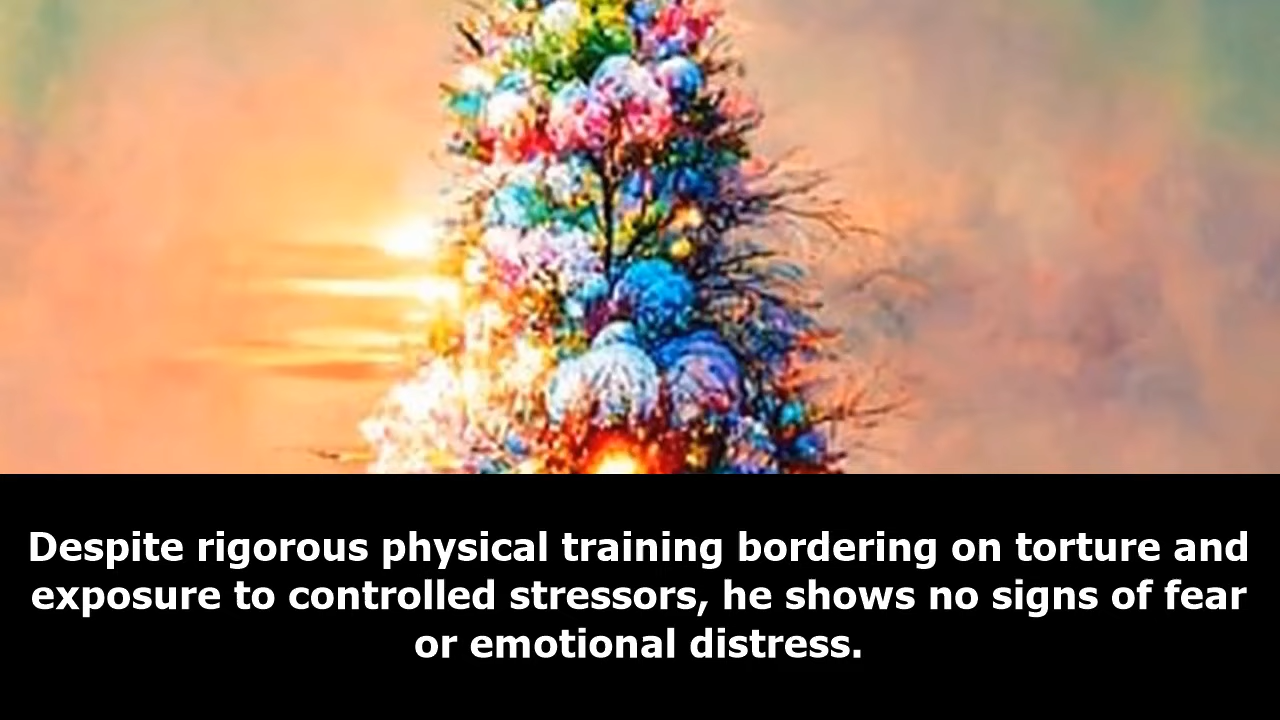 Despite rigorous physical training bordering on torture and
exposure to controlled stressors, he shows no signs of fear
or emotional distress.